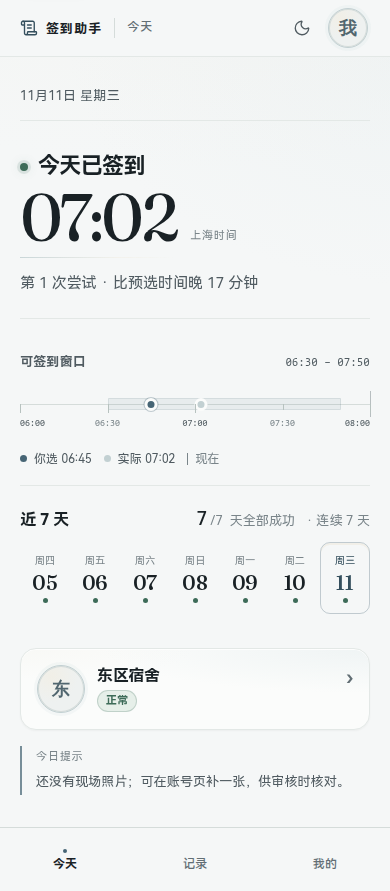 签到助手 今天 我
11月11日 星期三
今天已签到
07:02 上海时间
第 1 次尝试 · 比预选时间晚 17 分钟
可签到窗口 06:30 – 07:50
06:00 06:30 07:00 07:30 08:00
你选 06:45 实际 07:02 现在
近 7 天 7 /7 天全部成功 · 连续 7 天
周四 周五 周六 周日 周一 周二 周三
05 06 07 08 09 10 11
东 东区宿舍 ›
正常
今日提示
还没有现场照片；可在账号页补一张，供审核时核对。
今天 记录 我的